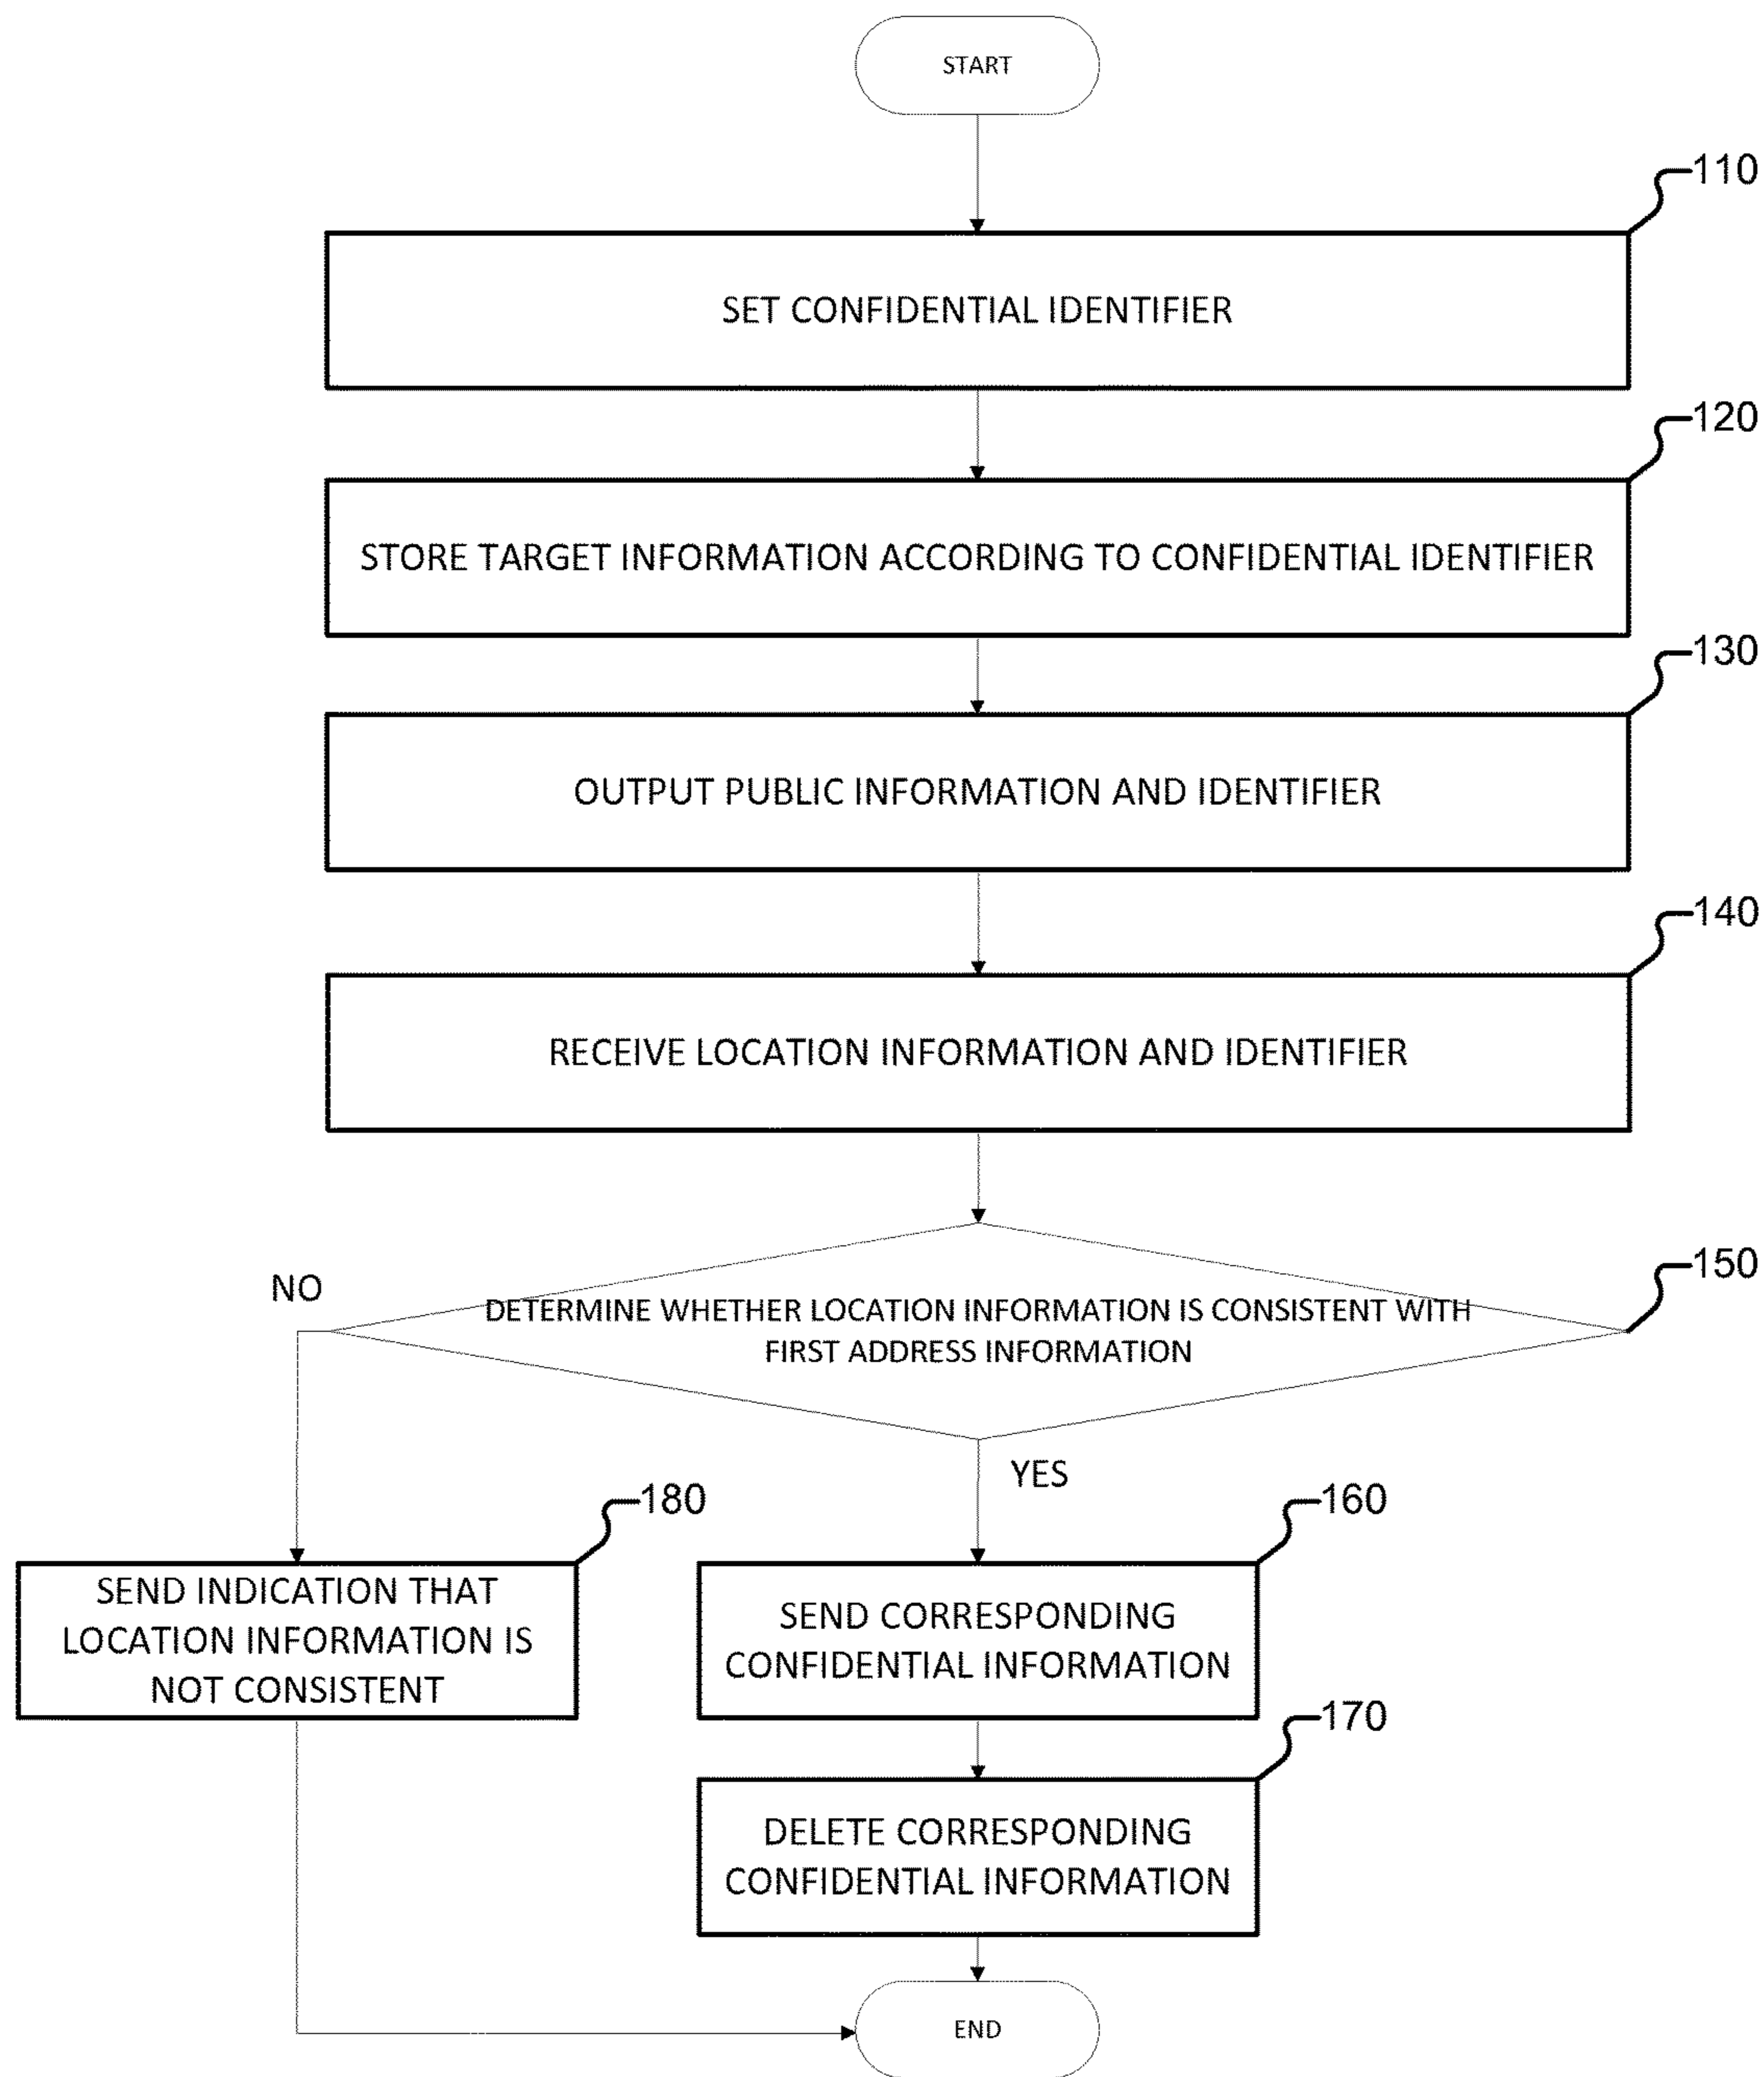 START
110
SET CONFIDENTIAL IDENTIFIER
120
STORE TARGET INFORMATION ACCORDING TO CONFIDENTIAL IDENTIFIER
130
OUTPUT PUBLIC INFORMATION AND IDENTIFIER
140
RECEIVE LOCATION INFORMATION AND IDENTIFIER
150
NO
DETERMINE WHETHER LOCATION INFORMATION IS CONSISTENT WITH
FIRST ADDRESS INFORMATION
YES
180
SEND INDICATION THAT
LOCATION INFORMATION IS
NOT CONSISTENT
160
SEND CORRESPONDING
CONFIDENTIAL INFORMATION
170
DELETE CORRESPONDING
CONFIDENTIAL INFORMATION
END